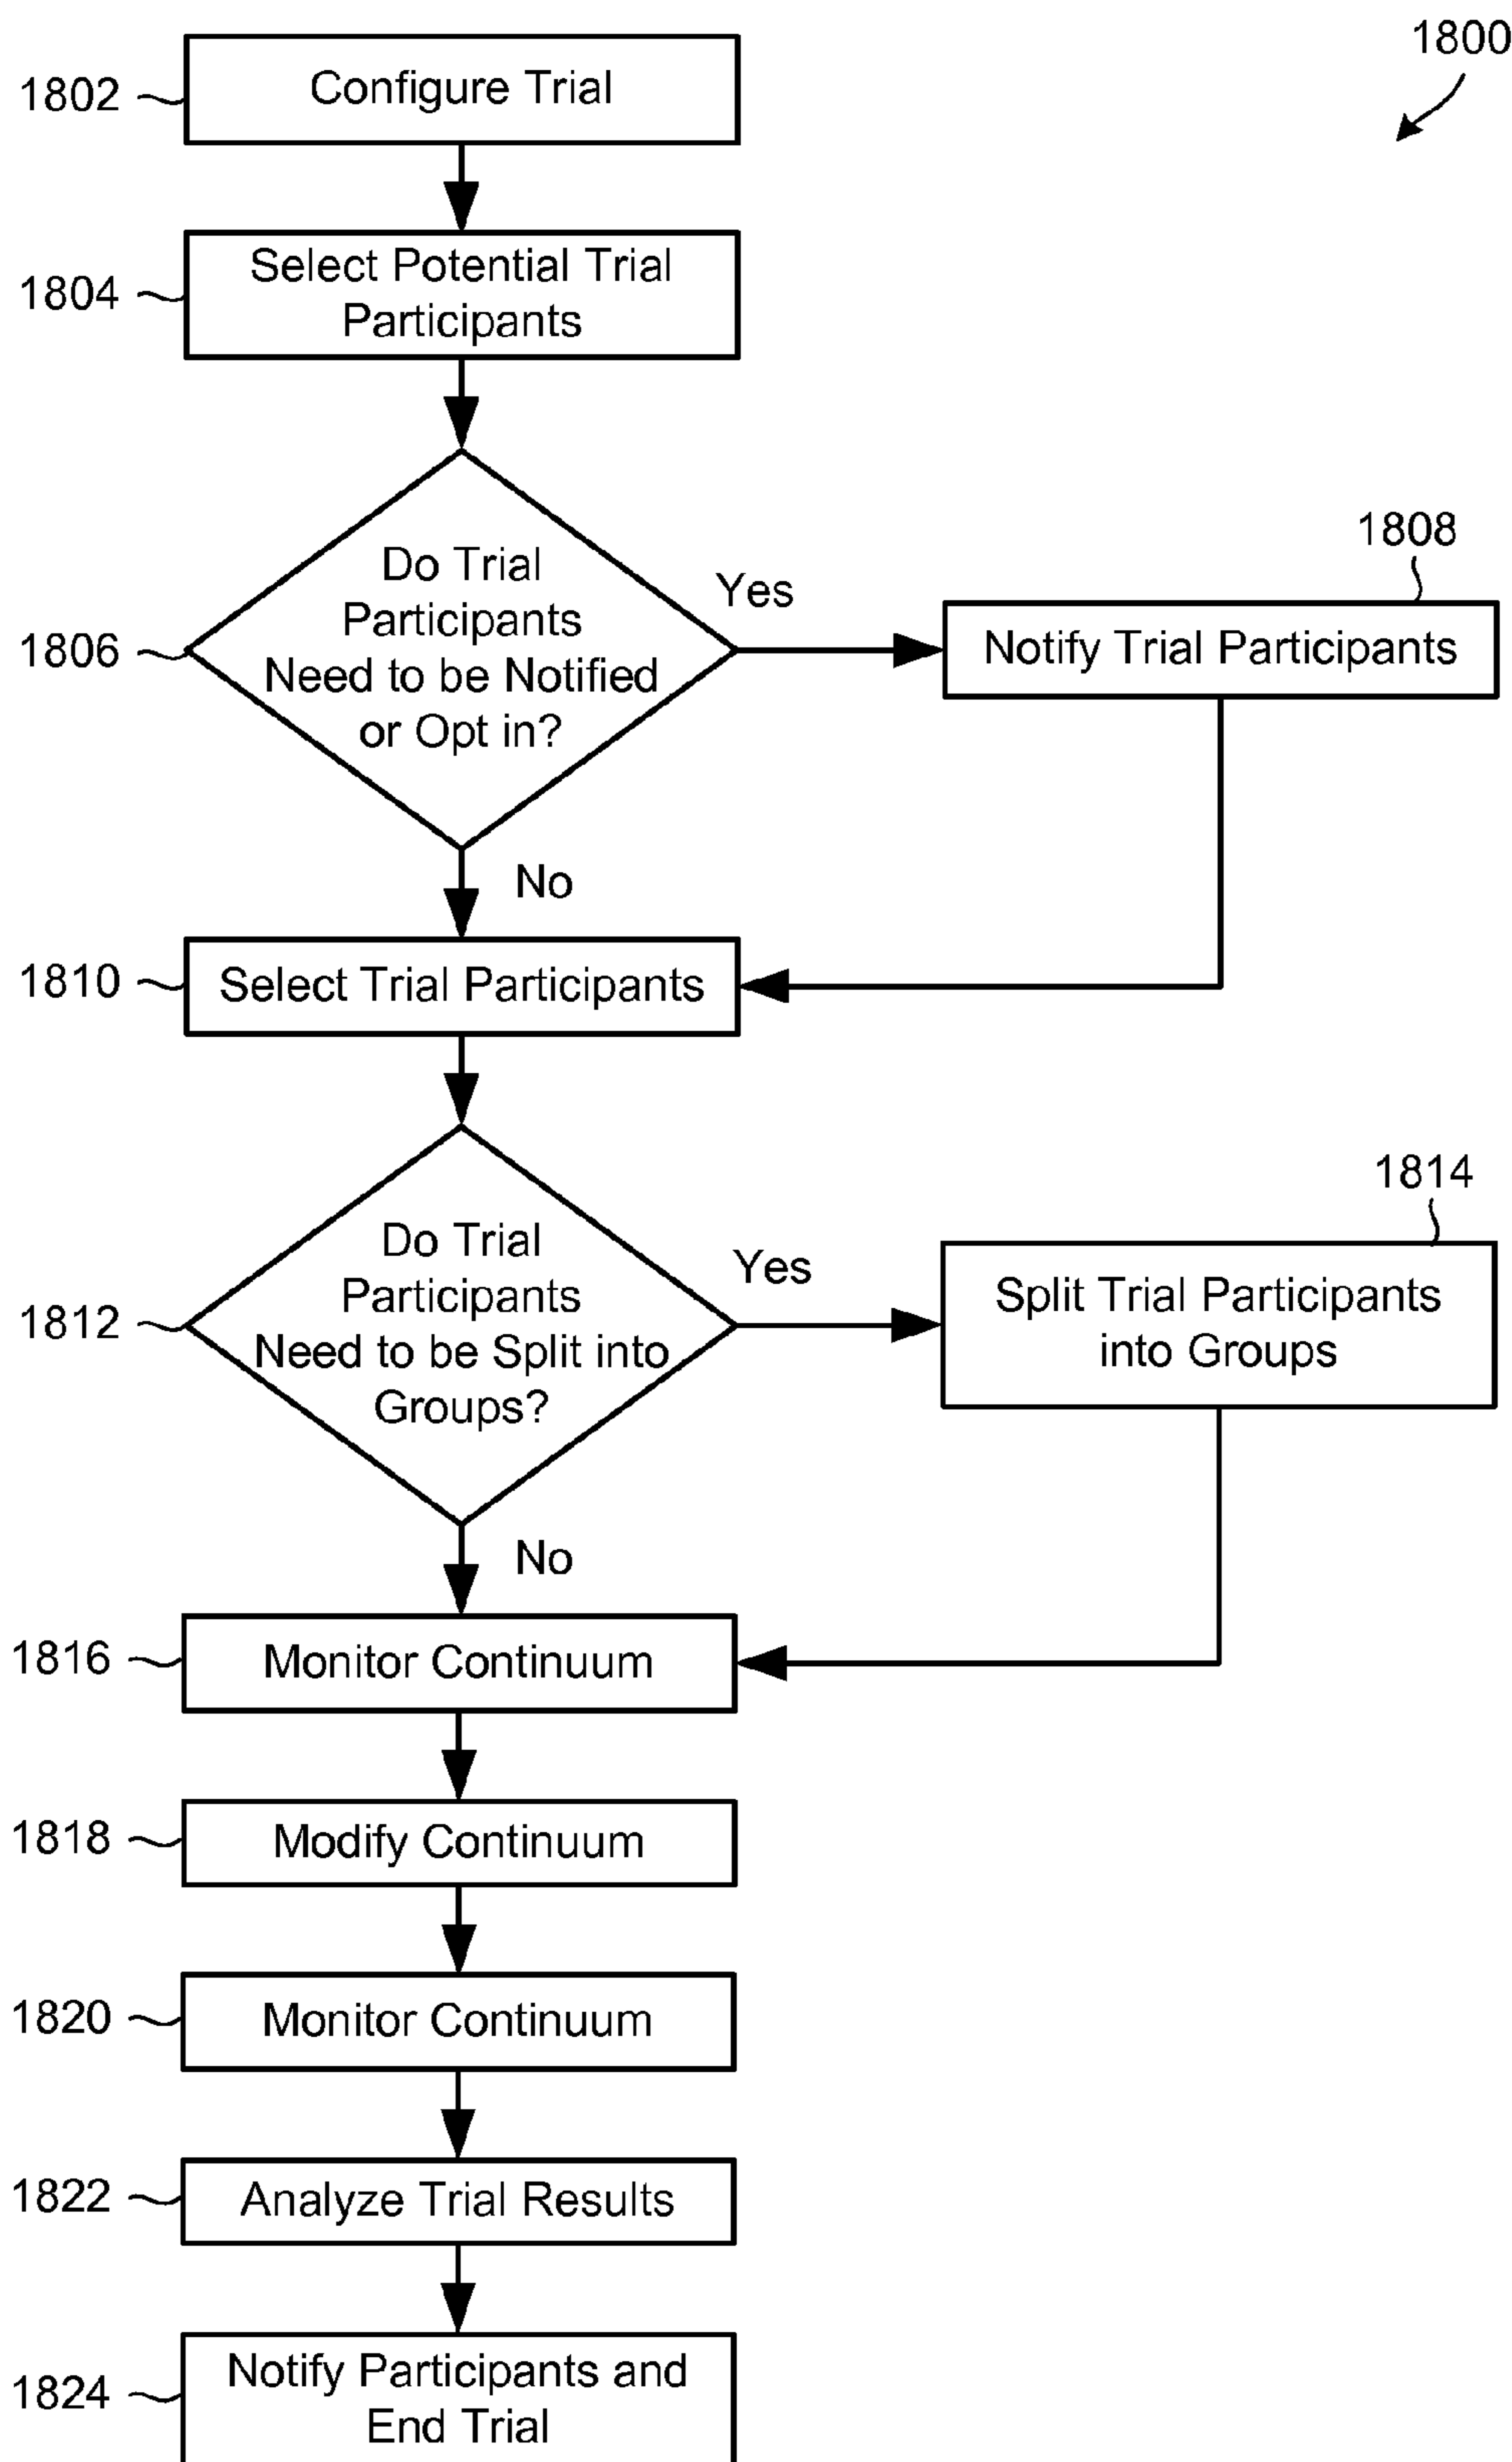 1800
1802
Configure Trial
1804
Select Potential Trial
Participants
1806
Do Trial
Participants
Need to be Notified
or Opt in?
Yes
1808
Notify Trial Participants
No
1810
Select Trial Participants
1812
Do Trial
Participants
Need to be Split into
Groups?
Yes
1814
Split Trial Participants
into Groups
No
1816
Monitor Continuum
1818
Modify Continuum
1820
Monitor Continuum
1822
Analyze Trial Results
1824
Notify Participants and
End Trial